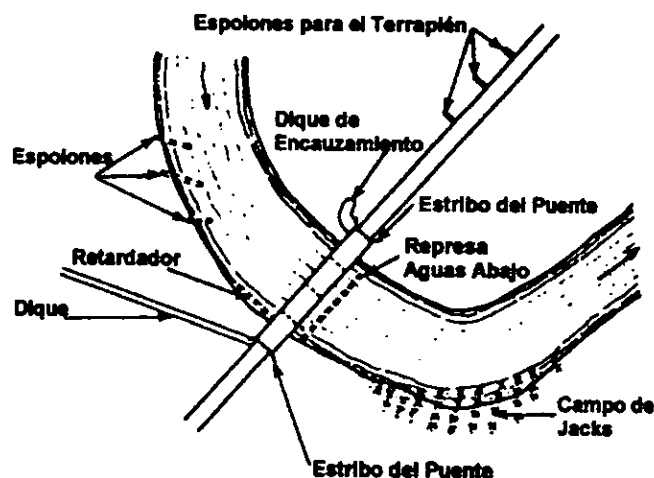 Espolones para el Terraplén
Dique de
Encauzamiento
Espolones
Estribo del Puente
Represa
Aguas Abajo
Retardador
Dique
Campo de
Jacks
Estribo del Puente